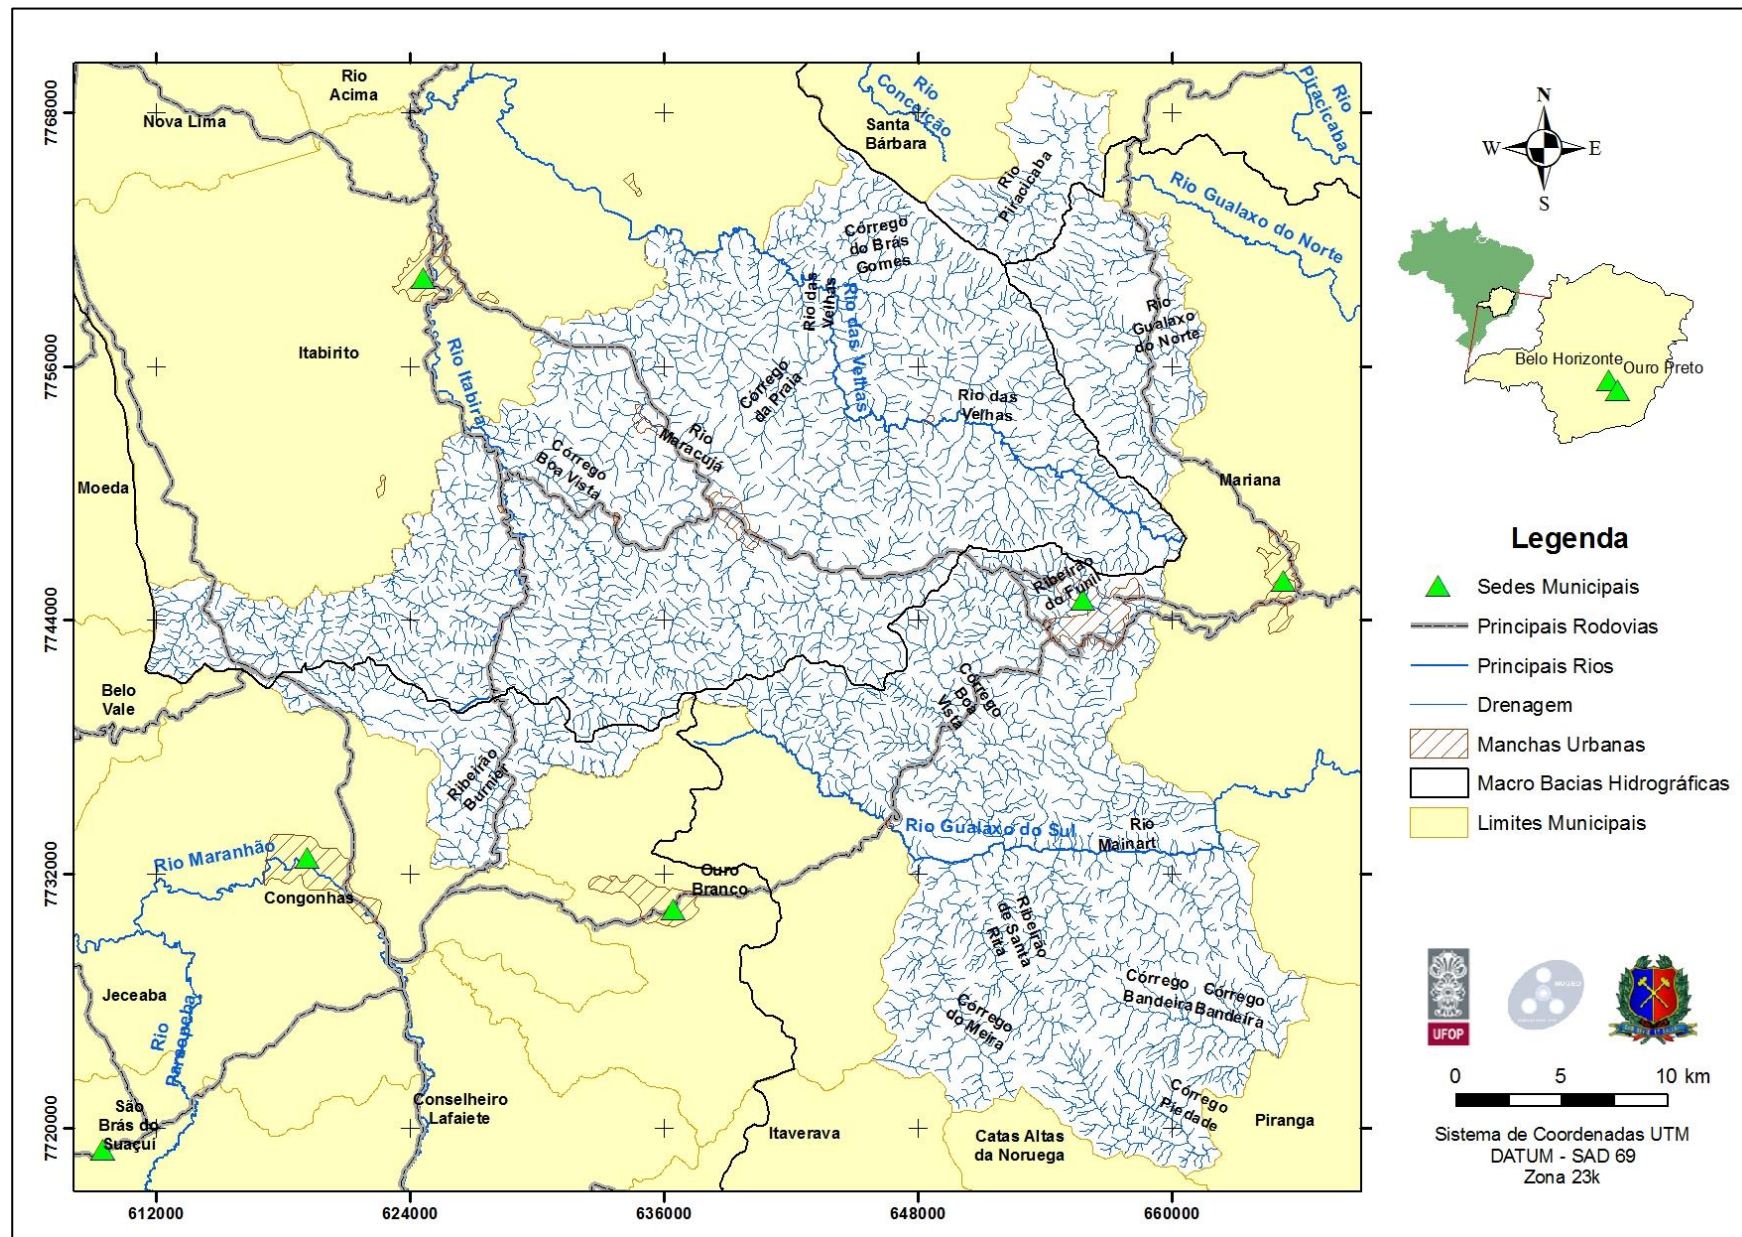 Rio
Acima
Nova Lima
7768000
Rio
Conceição
Santa
Bárbara
Rio
Piracicaba
Rio
Piracicaba
Rio Gualaxo do Norte
Córrego
do Brás
Gomes
Rio das
Velhas
Rio das Velhas
Rio
Gualaxo
do Norte
Itabirito
7756000
Rio Itabira
Córrego
da Praia
Rio das
Velhas
Rio
Maracujá
Córrego
Boa Vista
Moeda
Mariana
Ribeirão
do Funil
7744000
Belo
Vale
Córrego
Boa
Vista
Ribeirão
Burnier
Rio Gualaxo do Sul
Rio
Mainart
Rio Maranhão
7732000
Congonhas
Ouro
Branco
Ribeirão
de Santa
Rita
Córrego
Bandeira
Córrego
Bandeira
Córrego
do Meira
Jeceaba
Rio
Paraopeba
Córrego
Piedade
Conselheiro
Lafaiete
São
Brás do
Suaçuí
7720000
Itaverava
Catas Altas
da Noruega
Piranga
612000
624000
636000
648000
660000
N
W
E
S
Belo Horizonte
Ouro Preto
Legenda
Sedes Municipais
Principais Rodovias
Principais Rios
Drenagem
Manchas Urbanas
Macro Bacias Hidrográficas
Limites Municipais
UFOP
0 5 10 km
Sistema de Coordenadas UTM
DATUM - SAD 69
Zona 23k